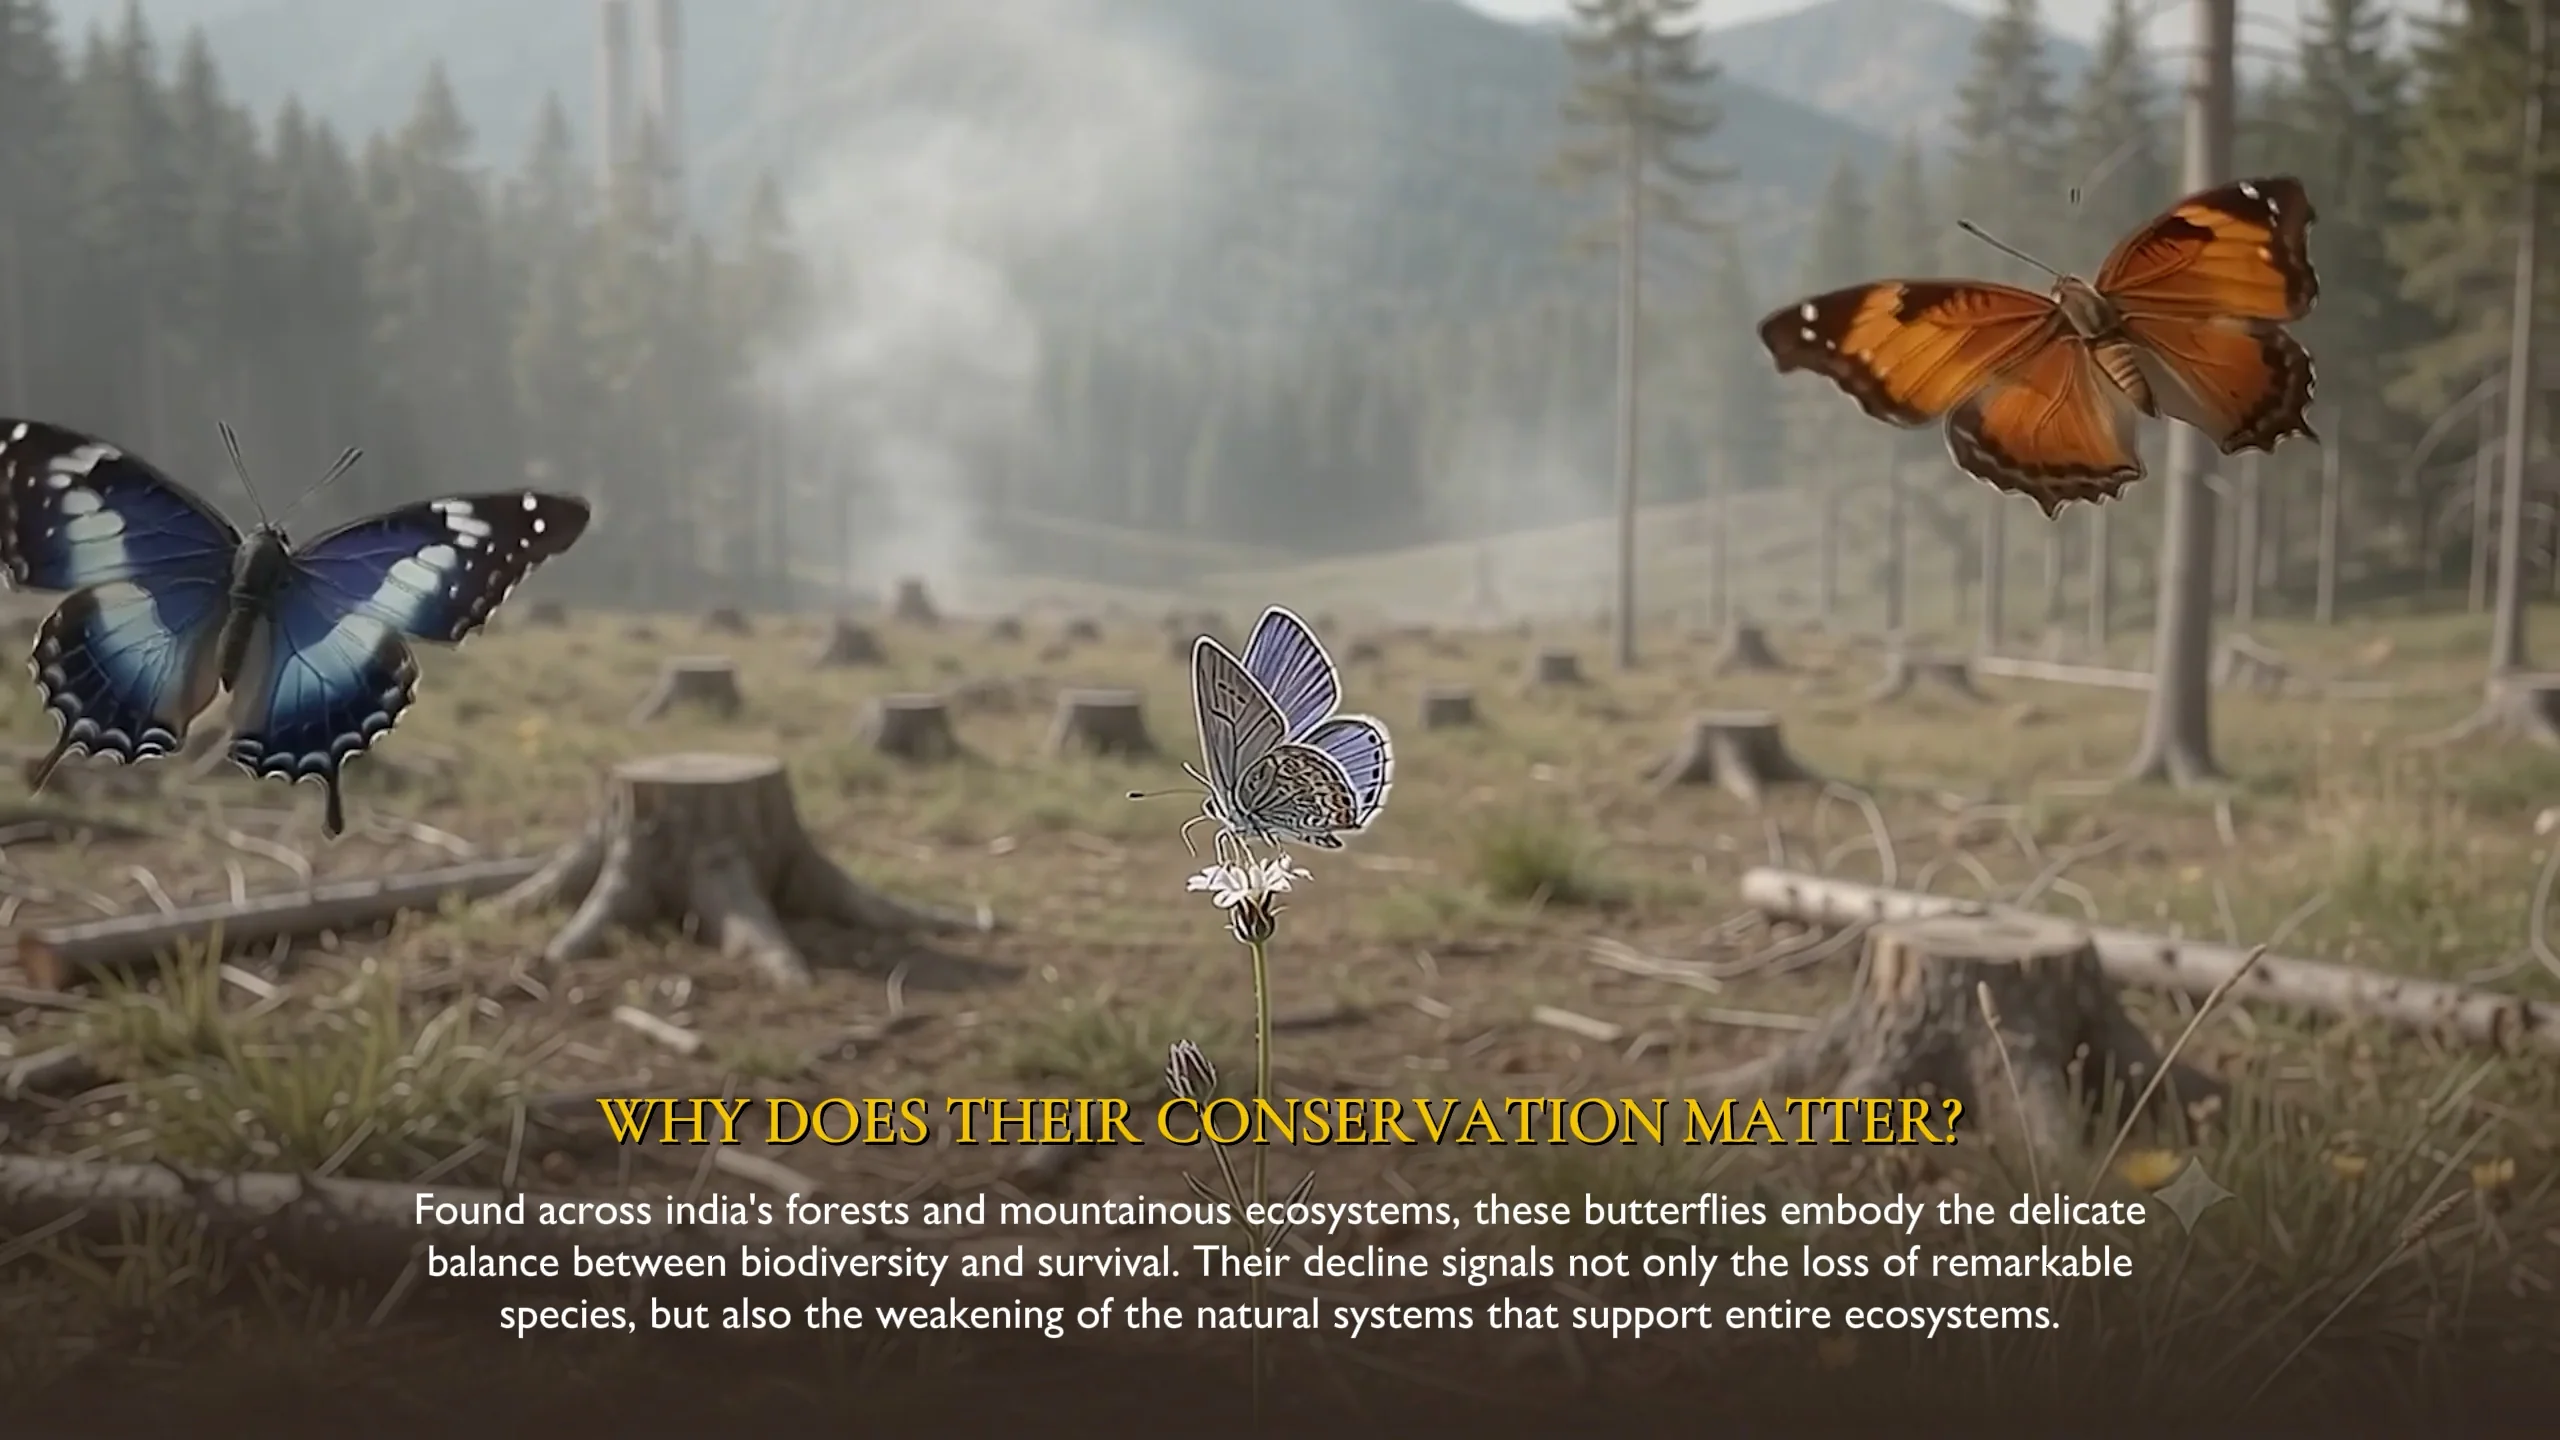 WHY DOES THEIR CONSERVATION MATTER?
Found across india's forests and mountainous ecosystems, these butterflies embody the delicate
balance between biodiversity and survival. Their decline signals not only the loss of remarkable
species, but also the weakening of the natural systems that support entire ecosystems.